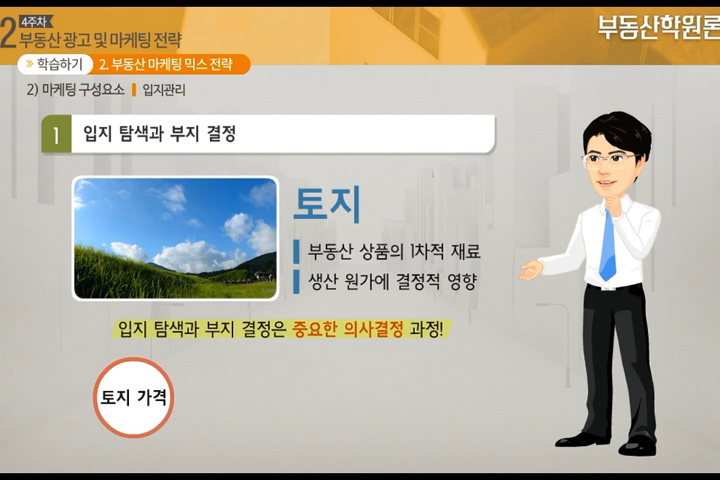 4주차
2 부동산 광고 및 마케팅 전략
부동산학원론
» 학습하기 2. 부동산 마케팅 믹스 전략
2) 마케팅 구성요소 | 입지관리
1 입지 탐색과 부지 결정
토지
부동산 상품의 1차적 재료
생산 원가에 결정적 영향
입지 탐색과 부지 결정은 중요한 의사결정 과정!
토지 가격